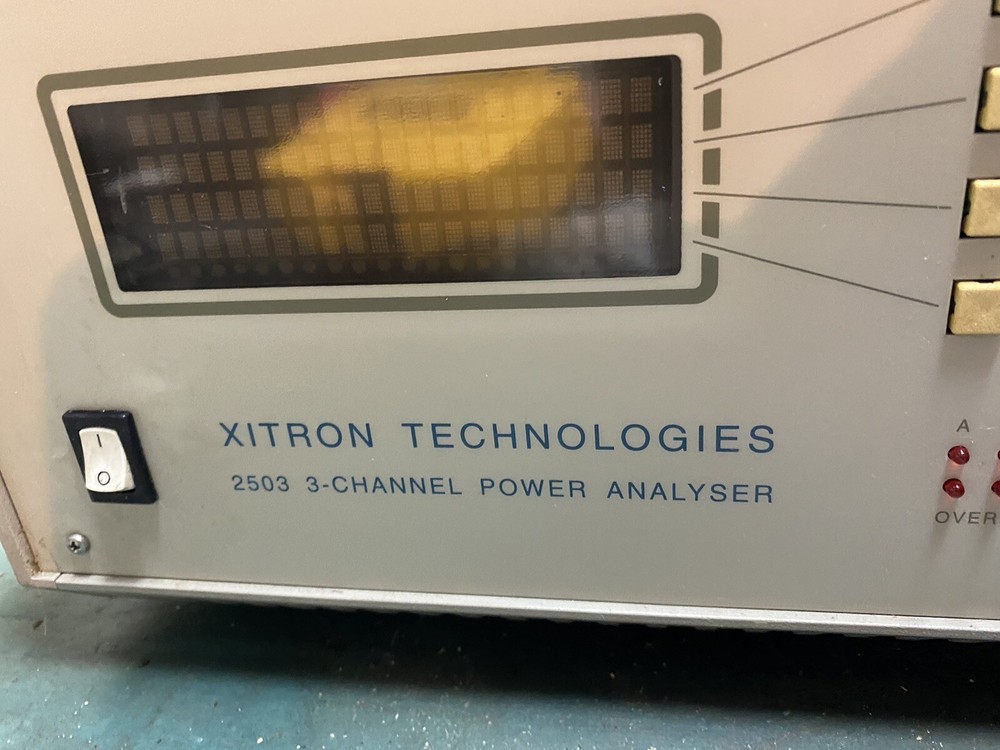 XITRON TECHNOLOGIES
2503 3-CHANNEL POWER ANALYSER
A
OVER